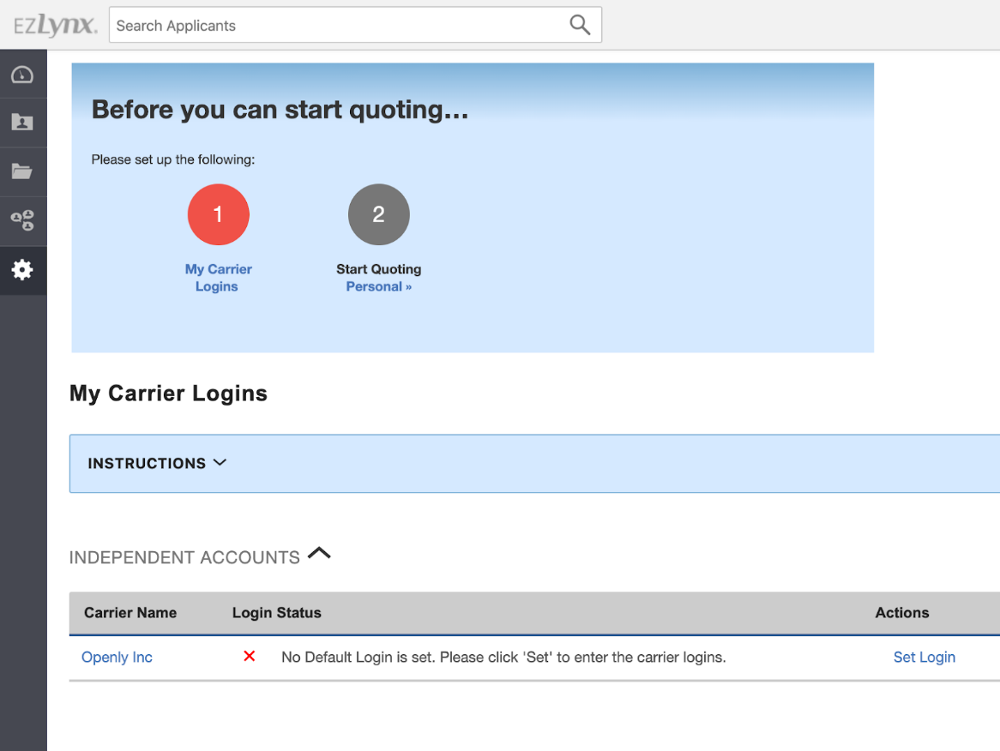 EZLynx.
Search Applicants
Before you can start quoting...
Please set up the following:
1
2
My Carrier
Logins
Start Quoting
Personal »
My Carrier Logins
INSTRUCTIONS
INDEPENDENT ACCOUNTS
Carrier Name Login Status Actions
Openly Inc No Default Login is set. Please click 'Set' to enter the carrier logins. Set Login